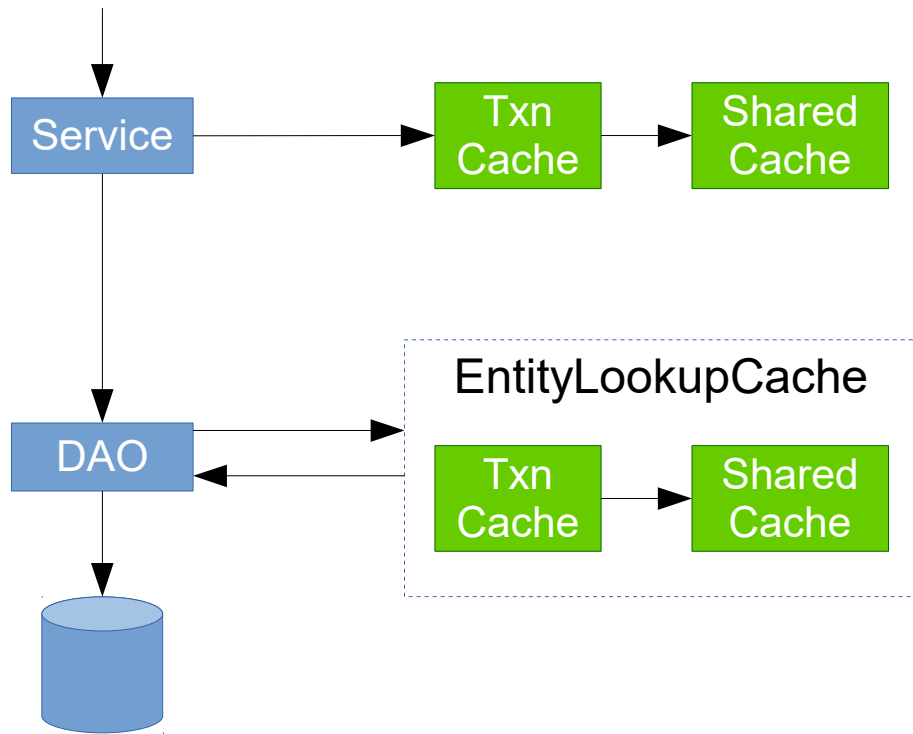 Service
Txn
Cache
Shared
Cache
EntityLookupCache
DAO
Txn
Cache
Shared
Cache